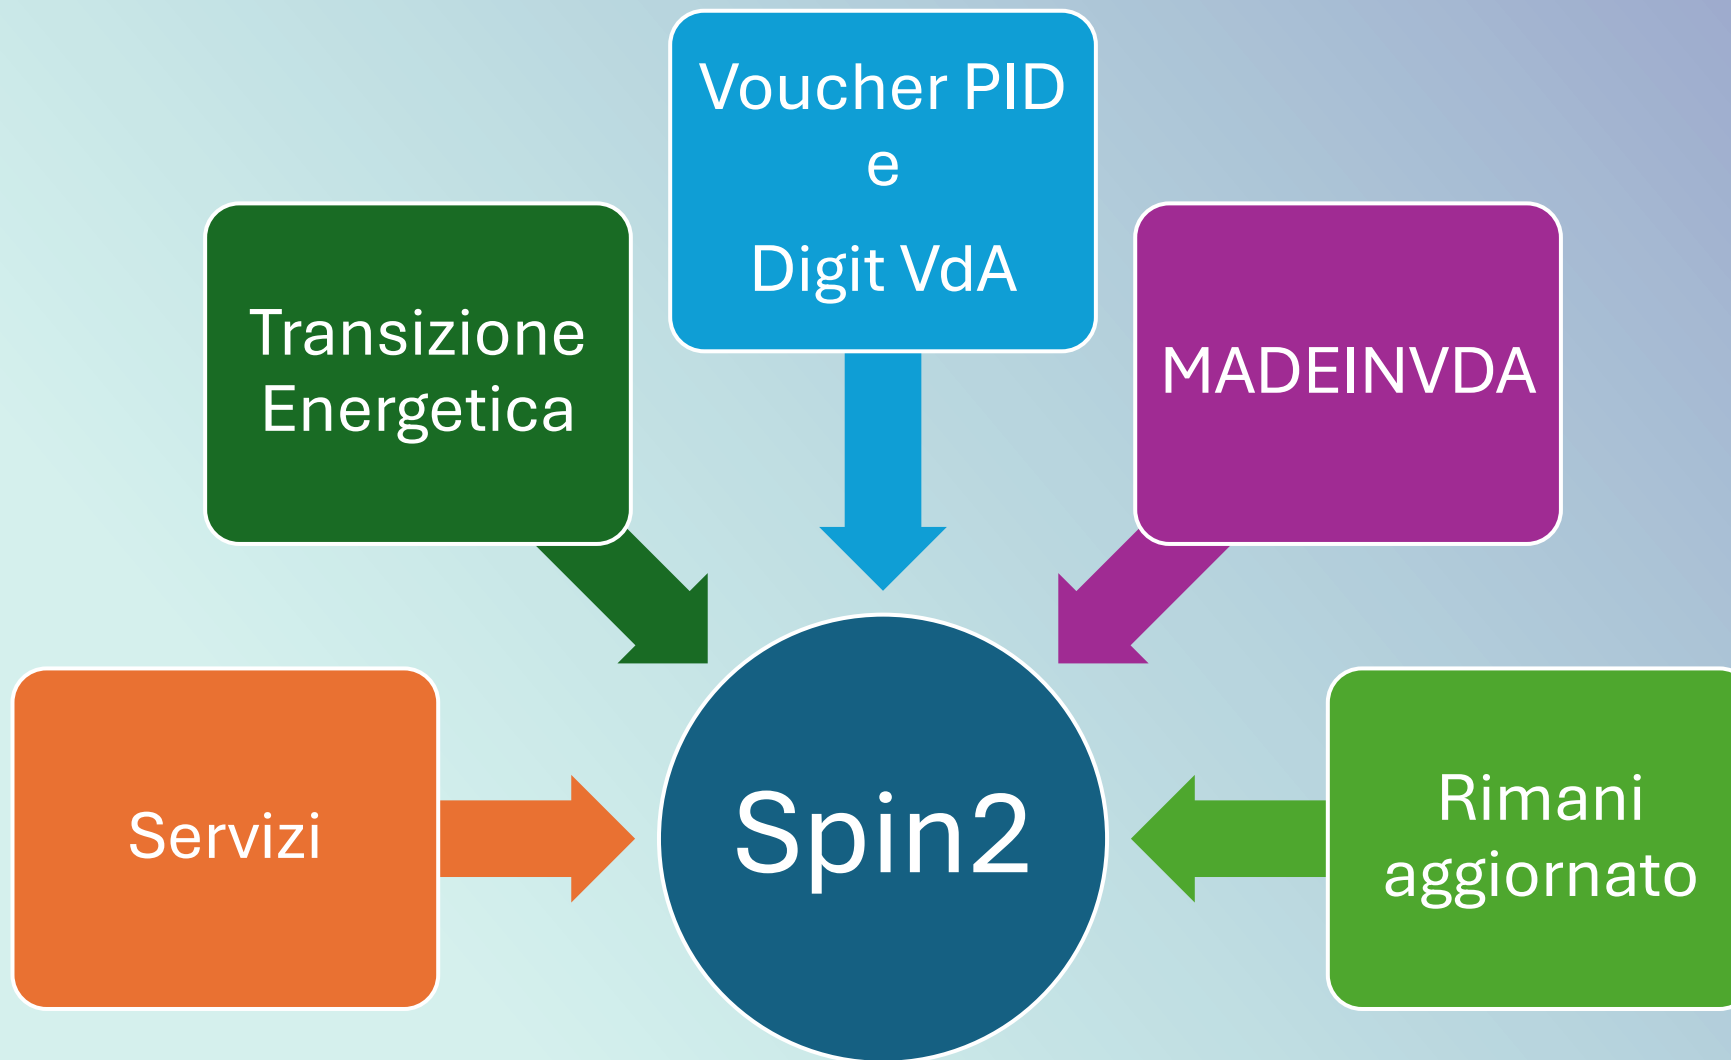 Voucher PID
e
Digit VdA
Transizione
Energetica
MADEINVDA
Servizi
Spin2
Rimani
aggiornato